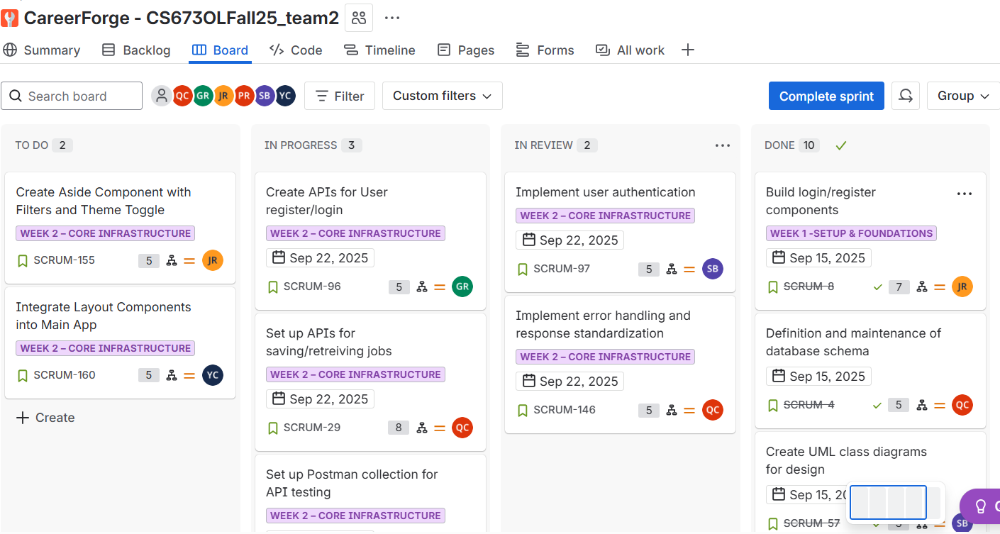 CareerForge - CS673OLFall25_team2
Summary
Backlog
Board
Code
Timeline
Pages
Forms
All work
Search board
QC
GR
JR
PR
SB
YC
Filter
Custom filters
Complete sprint
Group
TO DO 2
Create Aside Component with
Filters and Theme Toggle
WEEK 2 – CORE INFRASTRUCTURE
SCRUM-155
5
JR
Integrate Layout Components
into Main App
WEEK 2 – CORE INFRASTRUCTURE
SCRUM-160
5
YC
Create
IN PROGRESS 3
Create APIs for User
register/login
WEEK 2 – CORE INFRASTRUCTURE
Sep 22, 2025
SCRUM-96
5
GR
Set up APIs for
saving/retreiving jobs
WEEK 2 – CORE INFRASTRUCTURE
Sep 22, 2025
SCRUM-29
8
QC
Set up Postman collection for
API testing
WEEK 2 – CORE INFRASTRUCTURE
IN REVIEW 2
Implement user authentication
WEEK 2 – CORE INFRASTRUCTURE
Sep 22, 2025
SCRUM-97
5
SB
Implement error handling and
response standardization
WEEK 2 – CORE INFRASTRUCTURE
Sep 22, 2025
SCRUM-146
5
QC
DONE 10
Build login/register
components
WEEK 1 -SETUP & FOUNDATIONS
Sep 15, 2025
SCRUM-8
7
JR
Definition and maintenance of
database schema
Sep 15, 2025
SCRUM-4
5
QC
Create UML class diagrams
for design
Sep 15,
SCRUM-57
SB